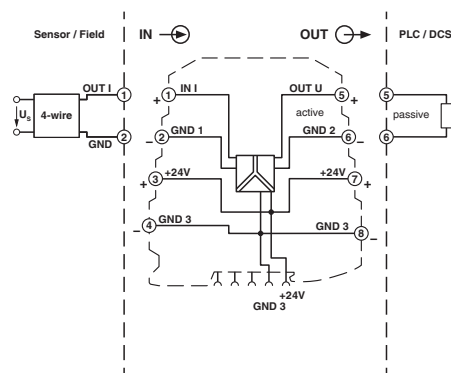 Sensor / Field
IN
OUT
PLC / DCS
OUT I
1
1
IN I
OUT U
5
5
+
+
U_S
4-wire
active
passive
GND
2
2
GND 1
GND 2
6
6
–
–
3
+24V
+24V
7
+
+
4
GND 3
GND 3
8
–
–
+24V
GND 3